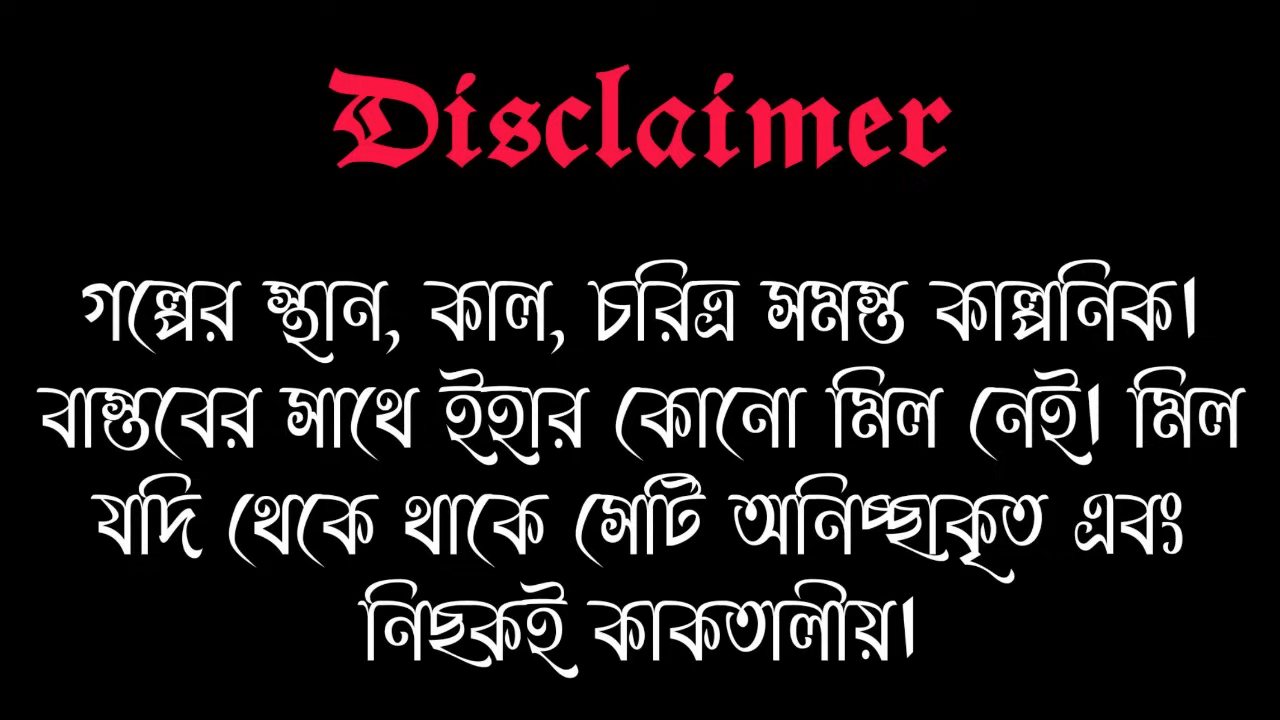 Disclaimer
গল্পের স্থান, কাল, চরিত্র সমস্ত কাল্পনিক।
বাস্তবের সাথে ইহার কোনো মিল নেই। মিল
যদি থেকে থাকে সেটি অনিচ্ছাকৃত এবং
নিছকই কাকতালীয়।